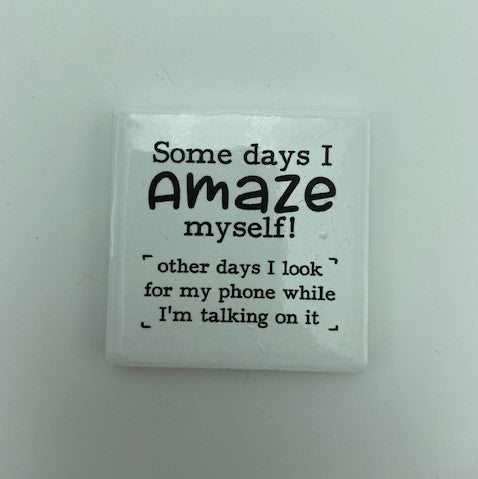 Some days I
Amaze
myself!
other days I look
for my phone while
I'm talking on it